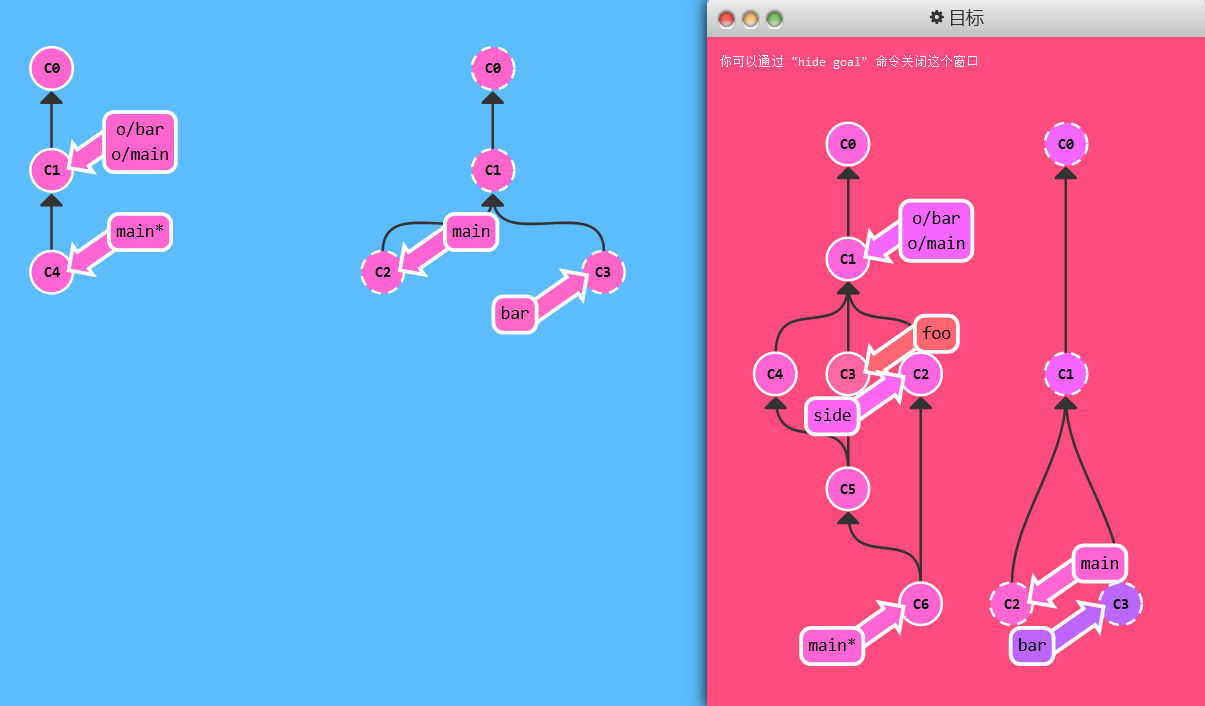 C0
o/bar
o/main
C1
main*
C4
C0
C1
main
C2
C3
bar
目标
你可以通过 "hide goal" 命令关闭这个窗口
C0
o/bar
o/main
C1
foo
C4
C3
C2
side
C5
C6
main*
C0
C1
main
C2
C3
bar